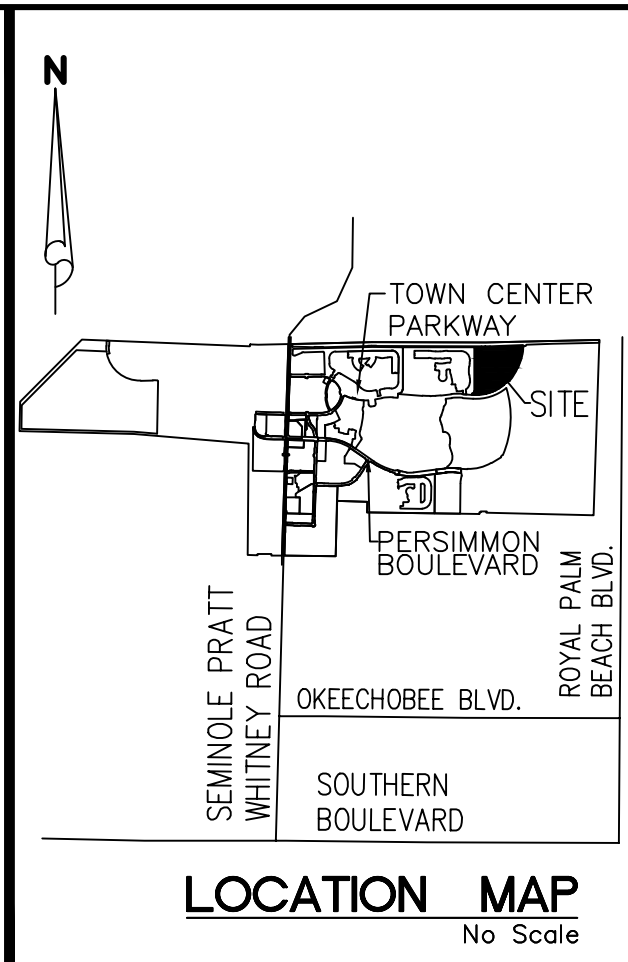 N
TOWN CENTER
PARKWAY
SITE
PERSIMMON
BOULEVARD
SEMINOLE PRATT
WHITNEY ROAD
ROYAL PALM
BEACH BLVD.
OKEECHOBEE BLVD.
SOUTHERN
BOULEVARD
LOCATION MAP
No Scale